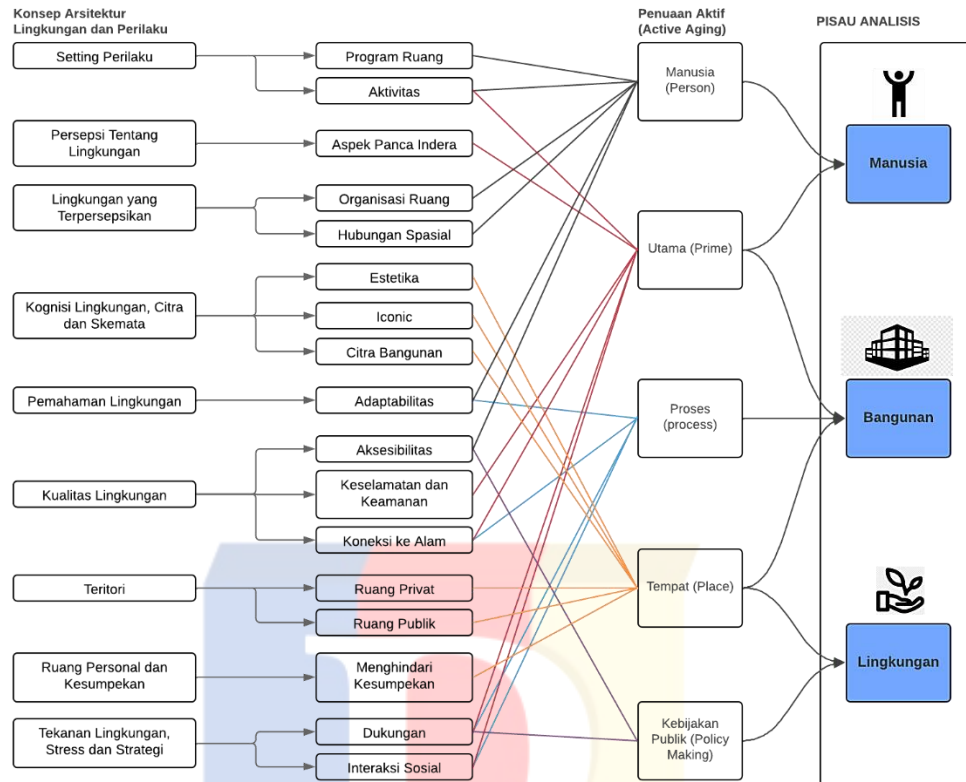 Konsep Arsitektur
Lingkungan dan Perilaku
Penuaan Aktif
(Active Aging)
PISAU ANALISIS
Setting Perilaku
Program Ruang
Aktivitas
Persepsi Tentang
Lingkungan
Aspek Panca Indera
Lingkungan yang
Terpersepsikan
Organisasi Ruang
Hubungan Spasial
Kognisi Lingkungan, Citra
dan Skemata
Estetika
Iconic
Citra Bangunan
Pemahaman Lingkungan
Adaptabilitas
Kualitas Lingkungan
Aksesibilitas
Keselamatan dan
Keamanan
Koneksi ke Alam
Teritori
Ruang Privat
Ruang Publik
Ruang Personal dan
Kesumpekan
Menghindari
Kesumpekan
Tekanan Lingkungan,
Stress dan Strategi
Dukungan
Interaksi Sosial
Manusia
(Person)
Utama (Prime)
Proses
(process)
Tempat (Place)
Kebijakan
Publik (Policy
Making)
Manusia
Bangunan
Lingkungan